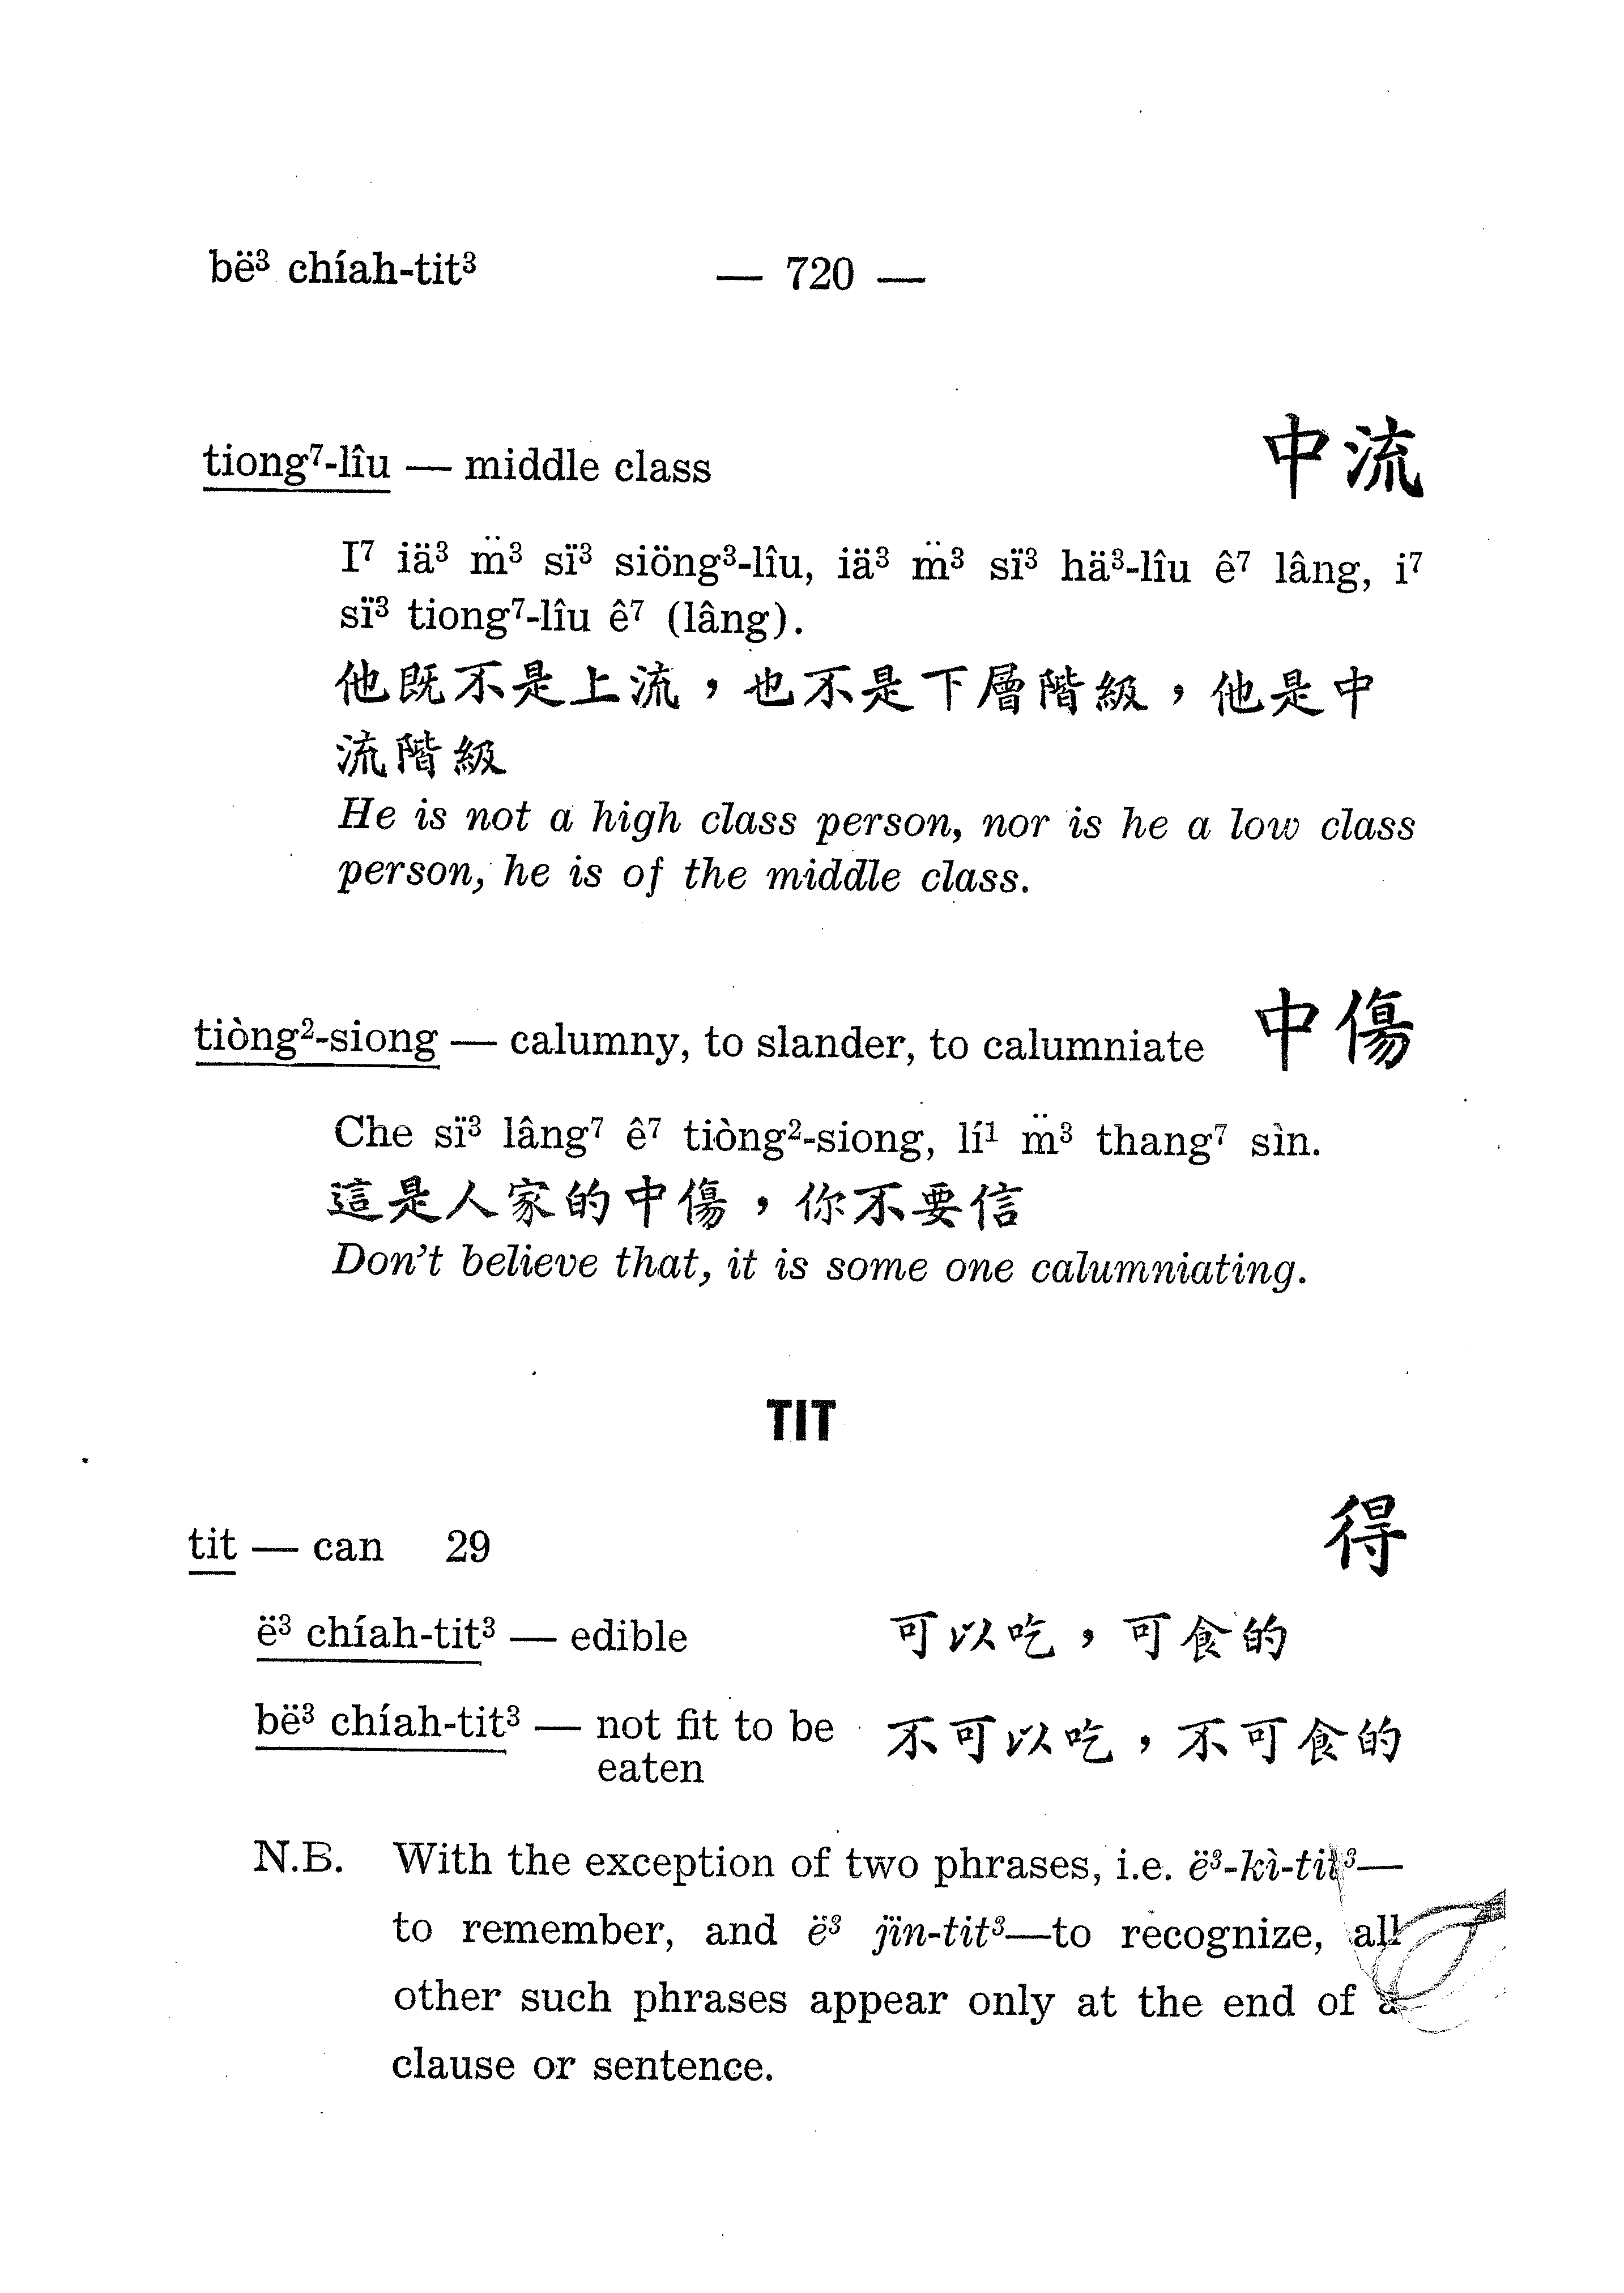 bë³ chíah-tit³ — 720 —
tiong⁷-lîu — middle class 中流
I⁷ iä³ m̈³ sï³ siöng³-lîu, iä³ m̈³ sï³ hä³-lîu ê⁷ lâng, i⁷
sï³ tiong⁷-lîu ê⁷ (lâng).
他既不是上流，也不是下層階級，他是中
流階級
He is not a high class person, nor is he a low class
person, he is of the middle class.
tiòng²-siong — calumny, to slander, to calumniate 中傷
Che sï³ lâng⁷ ê⁷ tiòng²-siong, lí¹ m̈³ thang⁷ sìn.
這是人家的中傷，你不要信
Don't believe that, it is some one calumniating.
TIT
tit — can 29 得
ë³ chíah-tit³ — edible 可以吃，可食的
bë³ chíah-tit³ — not fit to be 不可以吃，不可食的
eaten
N.B. With the exception of two phrases, i.e. ë³-kì-tit³—
to remember, and ë³ jïn-tit³—to recognize, all
other such phrases appear only at the end of a
clause or sentence.